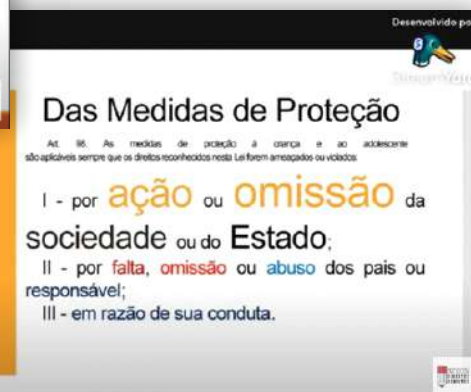 Desenvolvido po
Das Medidas de Proteção
Art. 98. As medidas de proteção à criança e ao adolescente
são aplicáveis sempre que os direitos reconhecidos nesta Lei forem ameaçados ou violados:
I - por ação ou omissão da
sociedade ou do Estado;
II - por falta, omissão ou abuso dos pais ou
responsável;
III - em razão de sua conduta.